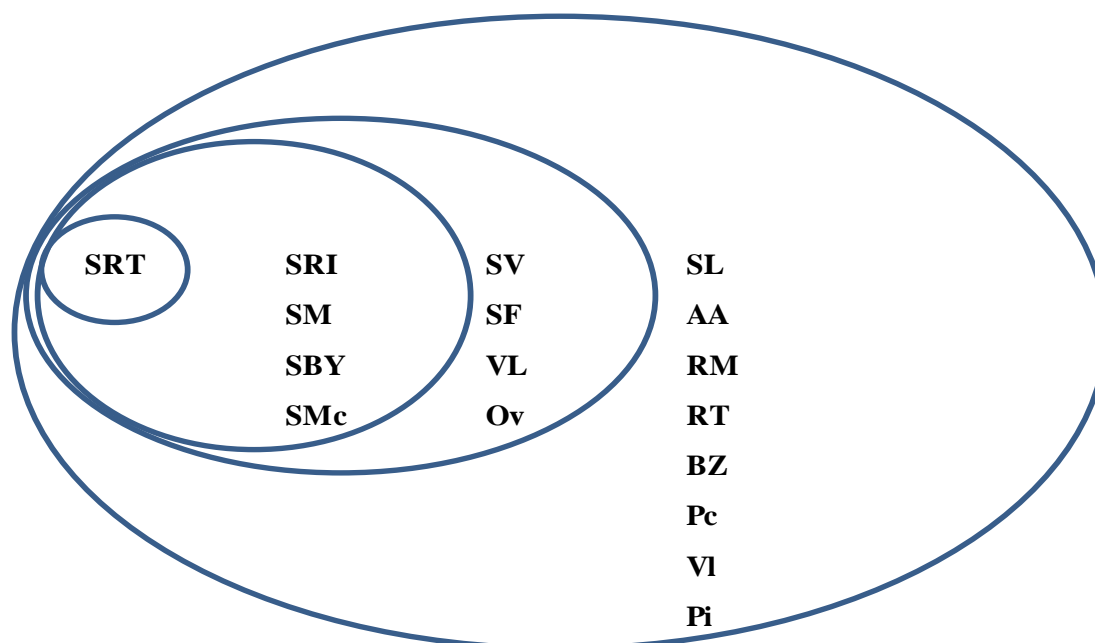 SRT SRI SV SL
SM SF AA
SBY VL RM
SMc Ov RT
BZ
Pc
Vl
Pi